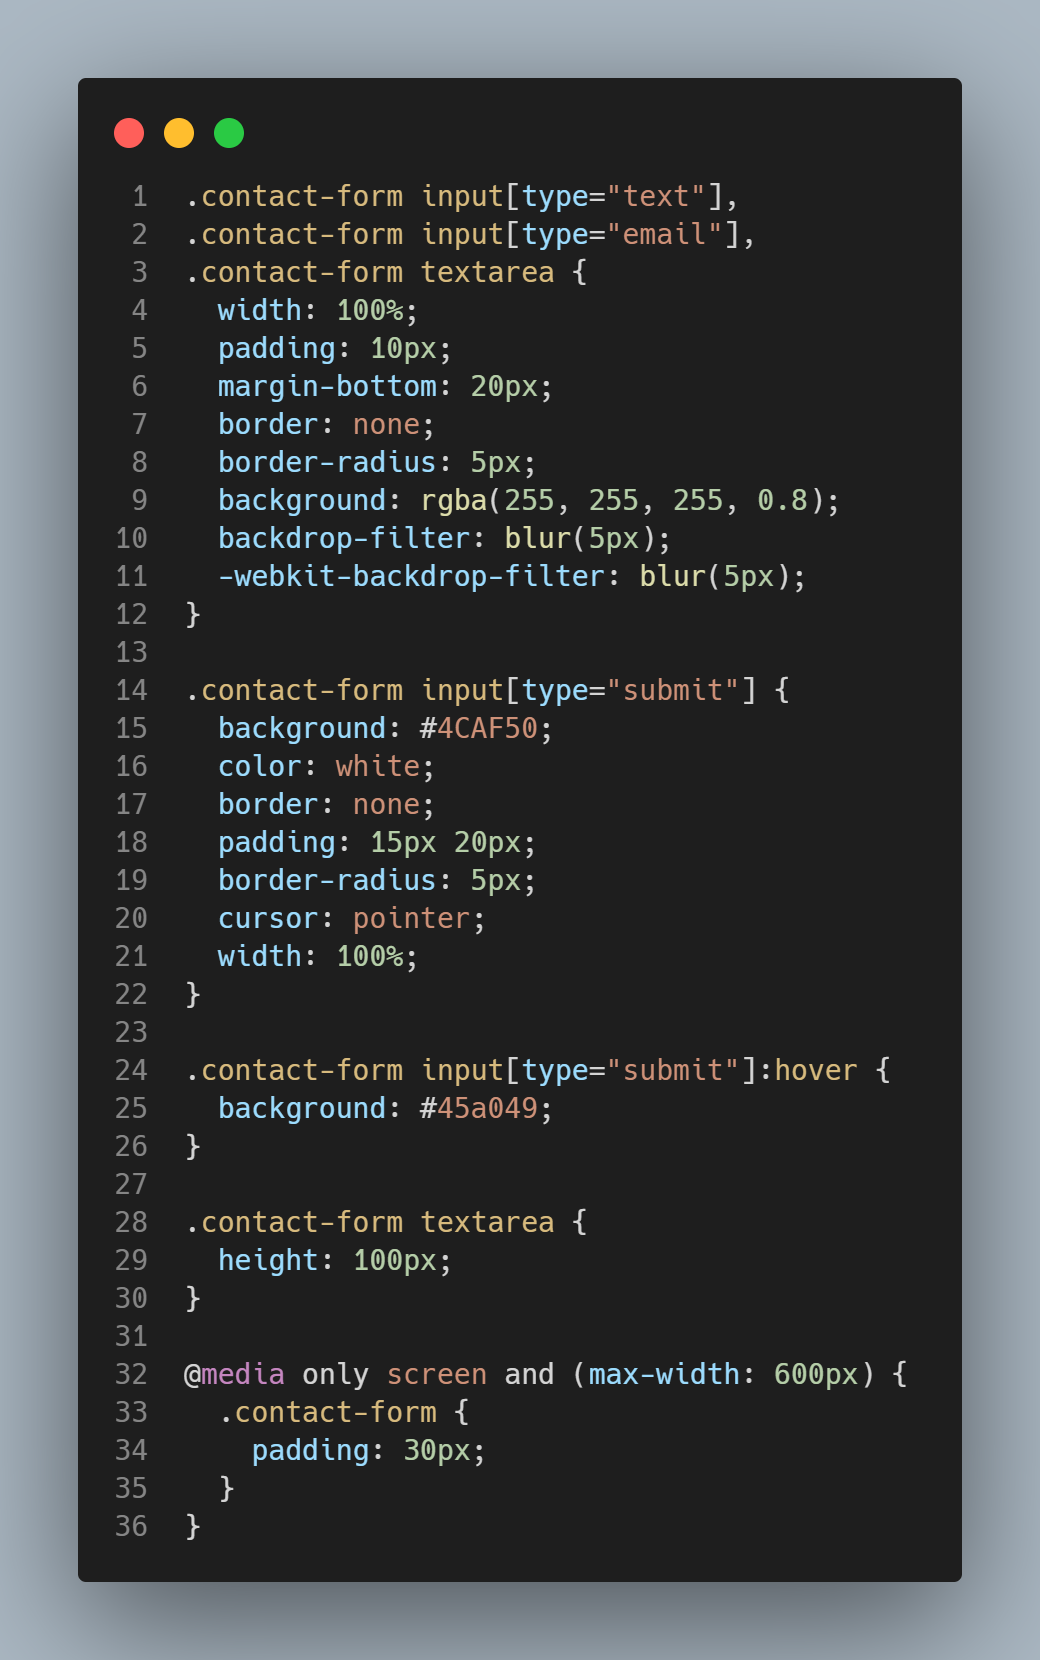 1 .contact-form input[type="text"],
2 .contact-form input[type="email"],
3 .contact-form textarea {
4   width: 100%;
5   padding: 10px;
6   margin-bottom: 20px;
7   border: none;
8   border-radius: 5px;
9   background: rgba(255, 255, 255, 0.8);
10   backdrop-filter: blur(5px);
11   -webkit-backdrop-filter: blur(5px);
12 }
13
14 .contact-form input[type="submit"] {
15   background: #4CAF50;
16   color: white;
17   border: none;
18   padding: 15px 20px;
19   border-radius: 5px;
20   cursor: pointer;
21   width: 100%;
22 }
23
24 .contact-form input[type="submit"]:hover {
25   background: #45a049;
26 }
27
28 .contact-form textarea {
29   height: 100px;
30 }
31
32 @media only screen and (max-width: 600px) {
33   .contact-form {
34     padding: 30px;
35   }
36 }